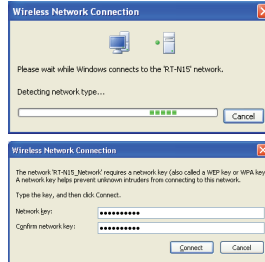 Wireless Network Connection
Please wait while Windows connects to the 'RT-N15' network.
Detecting network type...
Cancel
Wireless Network Connection
The network 'RT-N15_Network' requires a network key (also called a WEP key or WPA key
A network key helps prevent unknown intruders from connecting to this network.
Type the key, and then click Connect.
Network key:
Confirm network key:
Connect Cancel